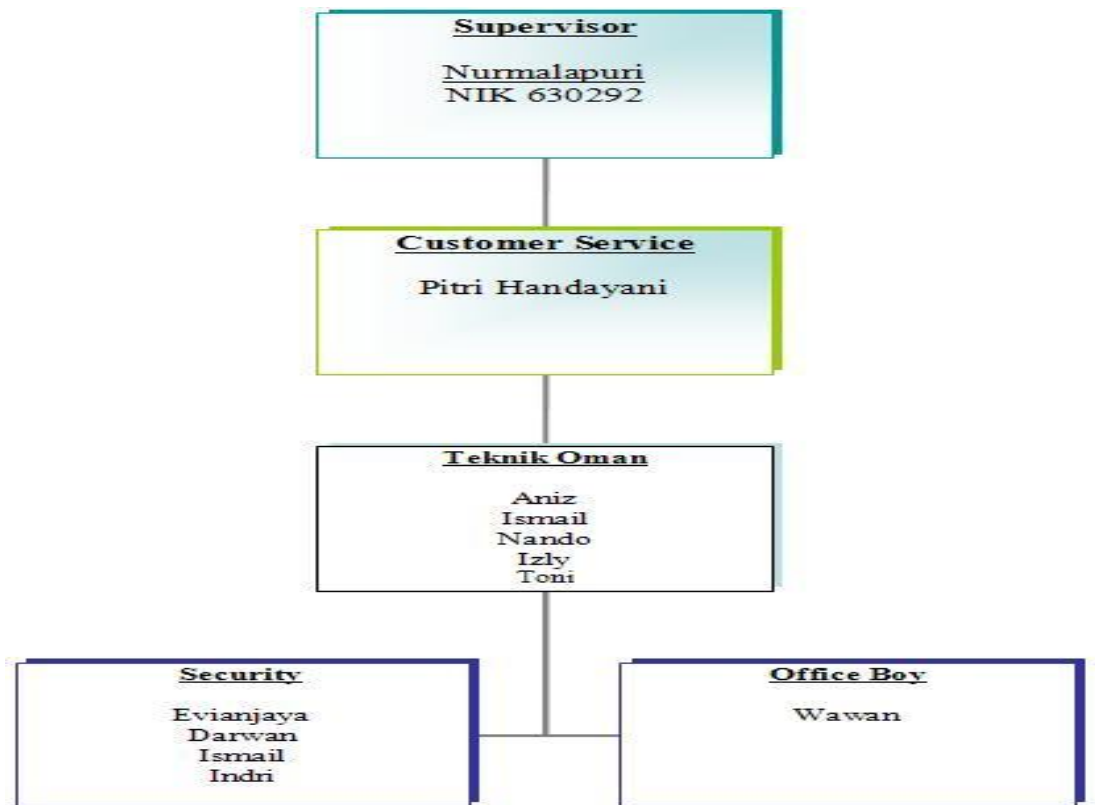 Supervisor
Nurmalapuri
NIK 630292
Customer Service
Pitri Handayani
Teknik Oman
Aniz
Ismail
Nando
Izly
Toni
Security
Evianjaya
Darwan
Ismail
Indri
Office Boy
Wawan